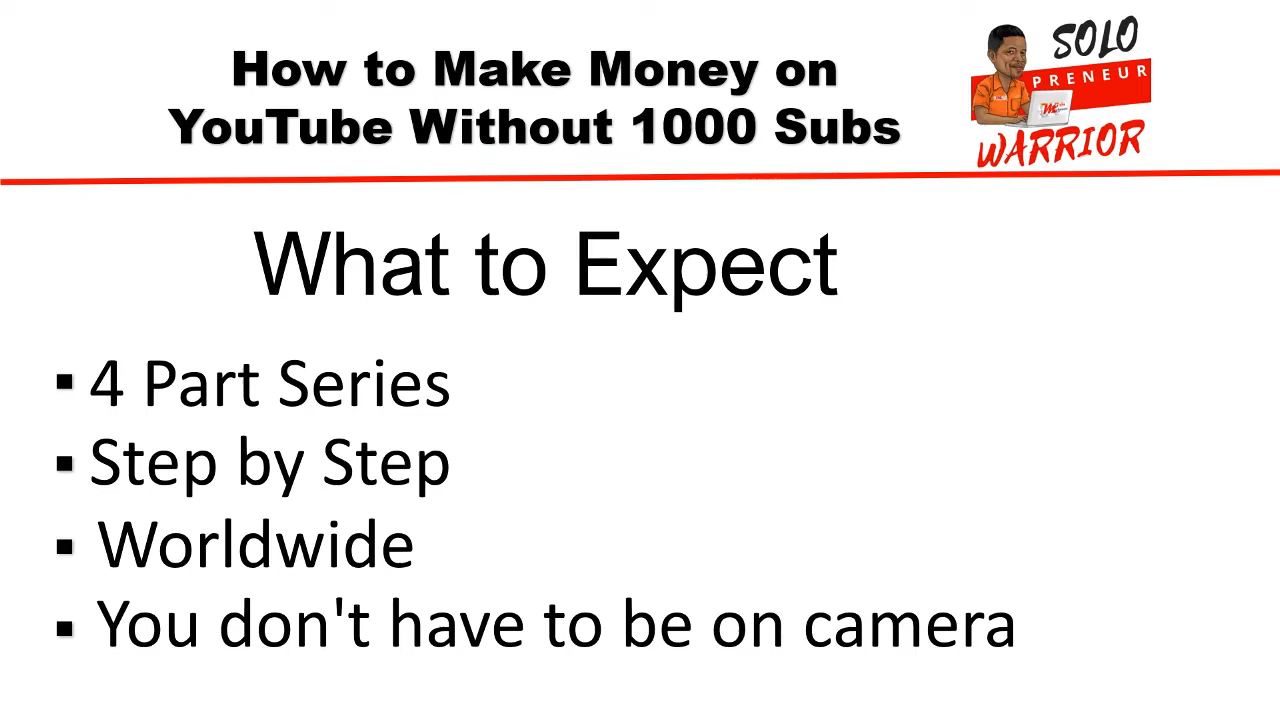 How to Make Money on
YouTube Without 1000 Subs
SOLO
PRENEUR
WARRIOR
What to Expect
▪ 4 Part Series
▪ Step by Step
▪ Worldwide
▪ You don't have to be on camera